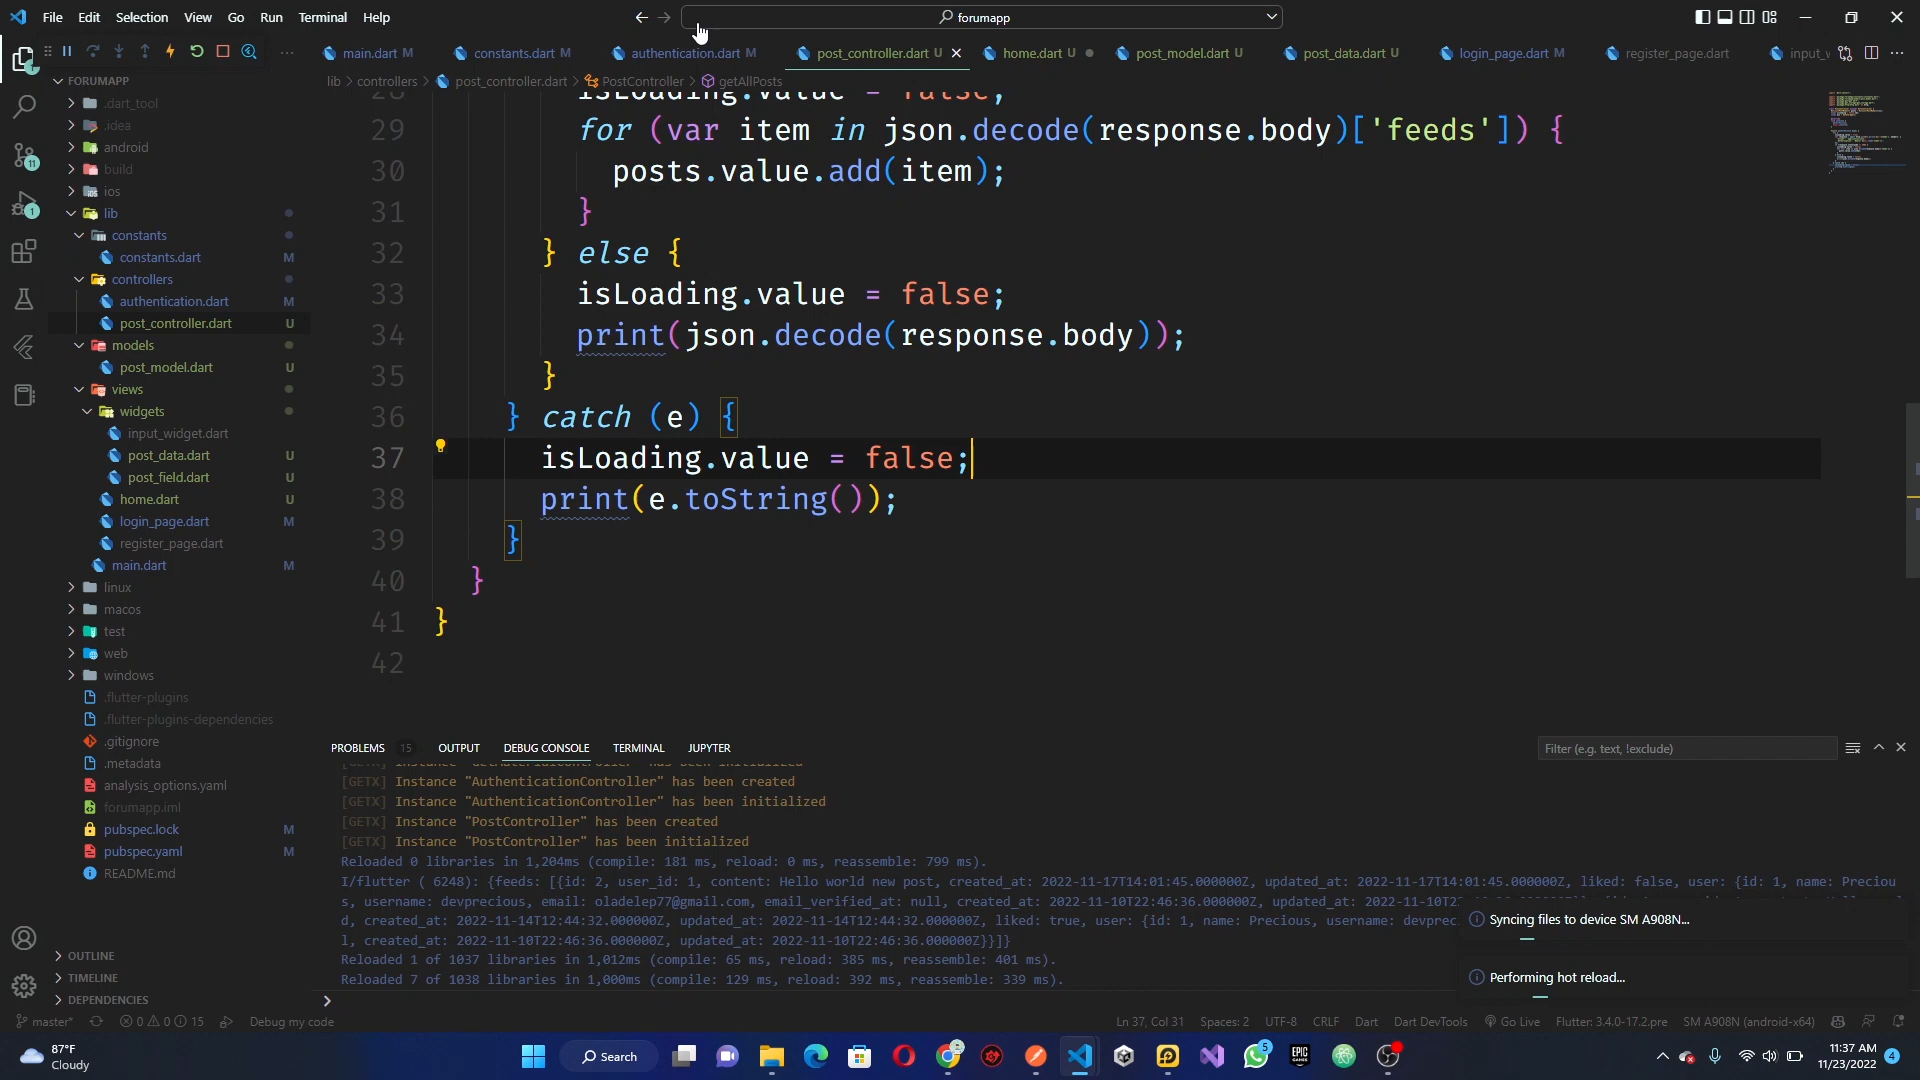 File Edit Selection View Go Run Terminal Help
forumapp
main.dart M
constants.dart M
authentication.dart M
post_controller.dart U
home.dart U
post_model.dart U
post_data.dart U
login_page.dart M
register_page.dart
lib > controllers > post_controller.dart > PostController > getAllPosts
FORUMAPP
.dart_tool
.idea
android
build
ios
lib
constants
constants.dart M
controllers
authentication.dart M
post_controller.dart U
models
post_model.dart U
views
widgets
input_widget.dart
post_data.dart U
post_field.dart U
home.dart U
login_page.dart M
register_page.dart
main.dart M
linux
macos
test
web
windows
.flutter-plugins
.flutter-plugins-dependencies
.gitignore
.metadata
analysis_options.yaml
forumapp.iml
pubspec.lock M
pubspec.yaml M
README.md
OUTLINE
TIMELINE
DEPENDENCIES
28 isLoading.value = false;
29 for (var item in json.decode(response.body)['feeds']) {
30 posts.value.add(item);
31 }
32 } else {
33 isLoading.value = false;
34 print(json.decode(response.body));
35 }
36 } catch (e) {
37 isLoading.value = false;
38 print(e.toString());
39 }
40 }
41 }
42
PROBLEMS 15 OUTPUT DEBUG CONSOLE TERMINAL JUPYTER
Filter (e.g. text, !exclude)
[GETX] Instance "GetMaterialController" has been initialized
[GETX] Instance "AuthenticationController" has been created
[GETX] Instance "AuthenticationController" has been initialized
[GETX] Instance "PostController" has been created
[GETX] Instance "PostController" has been initialized
Reloaded 0 libraries in 1,204ms (compile: 181 ms, reload: 0 ms, reassemble: 799 ms).
I/flutter ( 6248): {feeds: [{id: 2, user_id: 1, content: Hello world new post, created_at: 2022-11-17T14:01:45.000000Z, updated_at: 2022-11-17T14:01:45.000000Z, liked: false, user: {id: 1, name: Preciou
s, username: devprecious, email: oladelep77@gmail.com, email_verified_at: null, created_at: 2022-11-10T22:46:36.000000Z, updated_at: 2022-11-10T22
d, created_at: 2022-11-14T12:44:32.000000Z, updated_at: 2022-11-14T12:44:32.000000Z, liked: true, user: {id: 1, name: Precious, username: devprec
l, created_at: 2022-11-10T22:46:36.000000Z, updated_at: 2022-11-10T22:46:36.000000Z}}]}
Reloaded 1 of 1037 libraries in 1,012ms (compile: 65 ms, reload: 385 ms, reassemble: 401 ms).
Reloaded 7 of 1038 libraries in 1,000ms (compile: 129 ms, reload: 392 ms, reassemble: 339 ms).
Syncing files to device SM A908N...
Performing hot reload...
master* 0 0 15 Debug my code
Ln 37, Col 31 Spaces: 2 UTF-8 CRLF Dart Dart DevTools Go Live Flutter: 3.4.0-17.2.pre SM A908N (android-x64)
87°F
Cloudy
Search
11:37 AM
11/23/2022